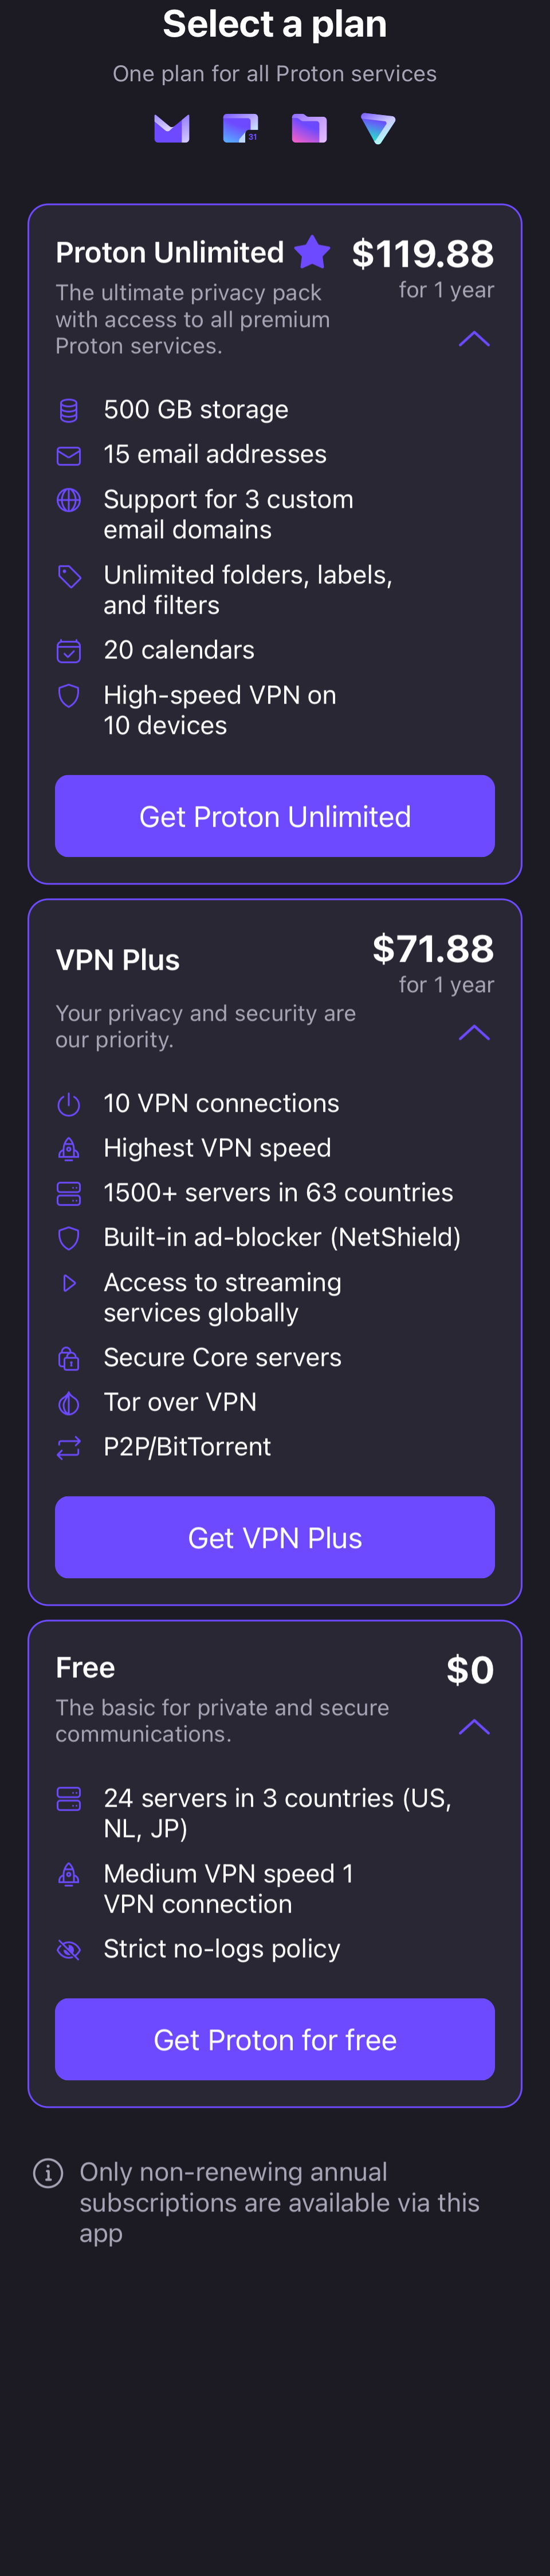 Select a plan
One plan for all Proton services
31
Proton Unlimited
$119.88
for 1 year
The ultimate privacy pack
with access to all premium
Proton services.
500 GB storage
15 email addresses
Support for 3 custom
email domains
Unlimited folders, labels,
and filters
20 calendars
High-speed VPN on
10 devices
Get Proton Unlimited
VPN Plus
$71.88
for 1 year
Your privacy and security are
our priority.
10 VPN connections
Highest VPN speed
1500+ servers in 63 countries
Built-in ad-blocker (NetShield)
Access to streaming
services globally
Secure Core servers
Tor over VPN
P2P/BitTorrent
Get VPN Plus
Free
$0
The basic for private and secure
communications.
24 servers in 3 countries (US,
NL, JP)
Medium VPN speed 1
VPN connection
Strict no-logs policy
Get Proton for free
Only non-renewing annual
subscriptions are available via this
app